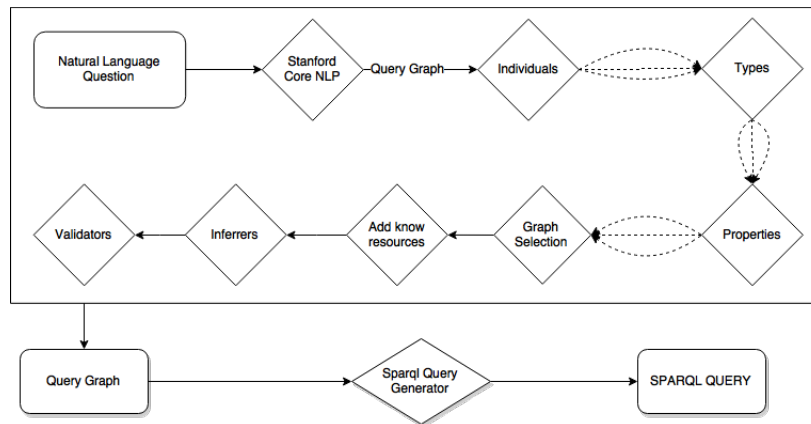 Natural Language
Question
Stanford
Core NLP
Query Graph
Individuals
Types
Validators
Inferrers
Add know
resources
Graph
Selection
Properties
Query Graph
Sparql Query
Generator
SPARQL QUERY